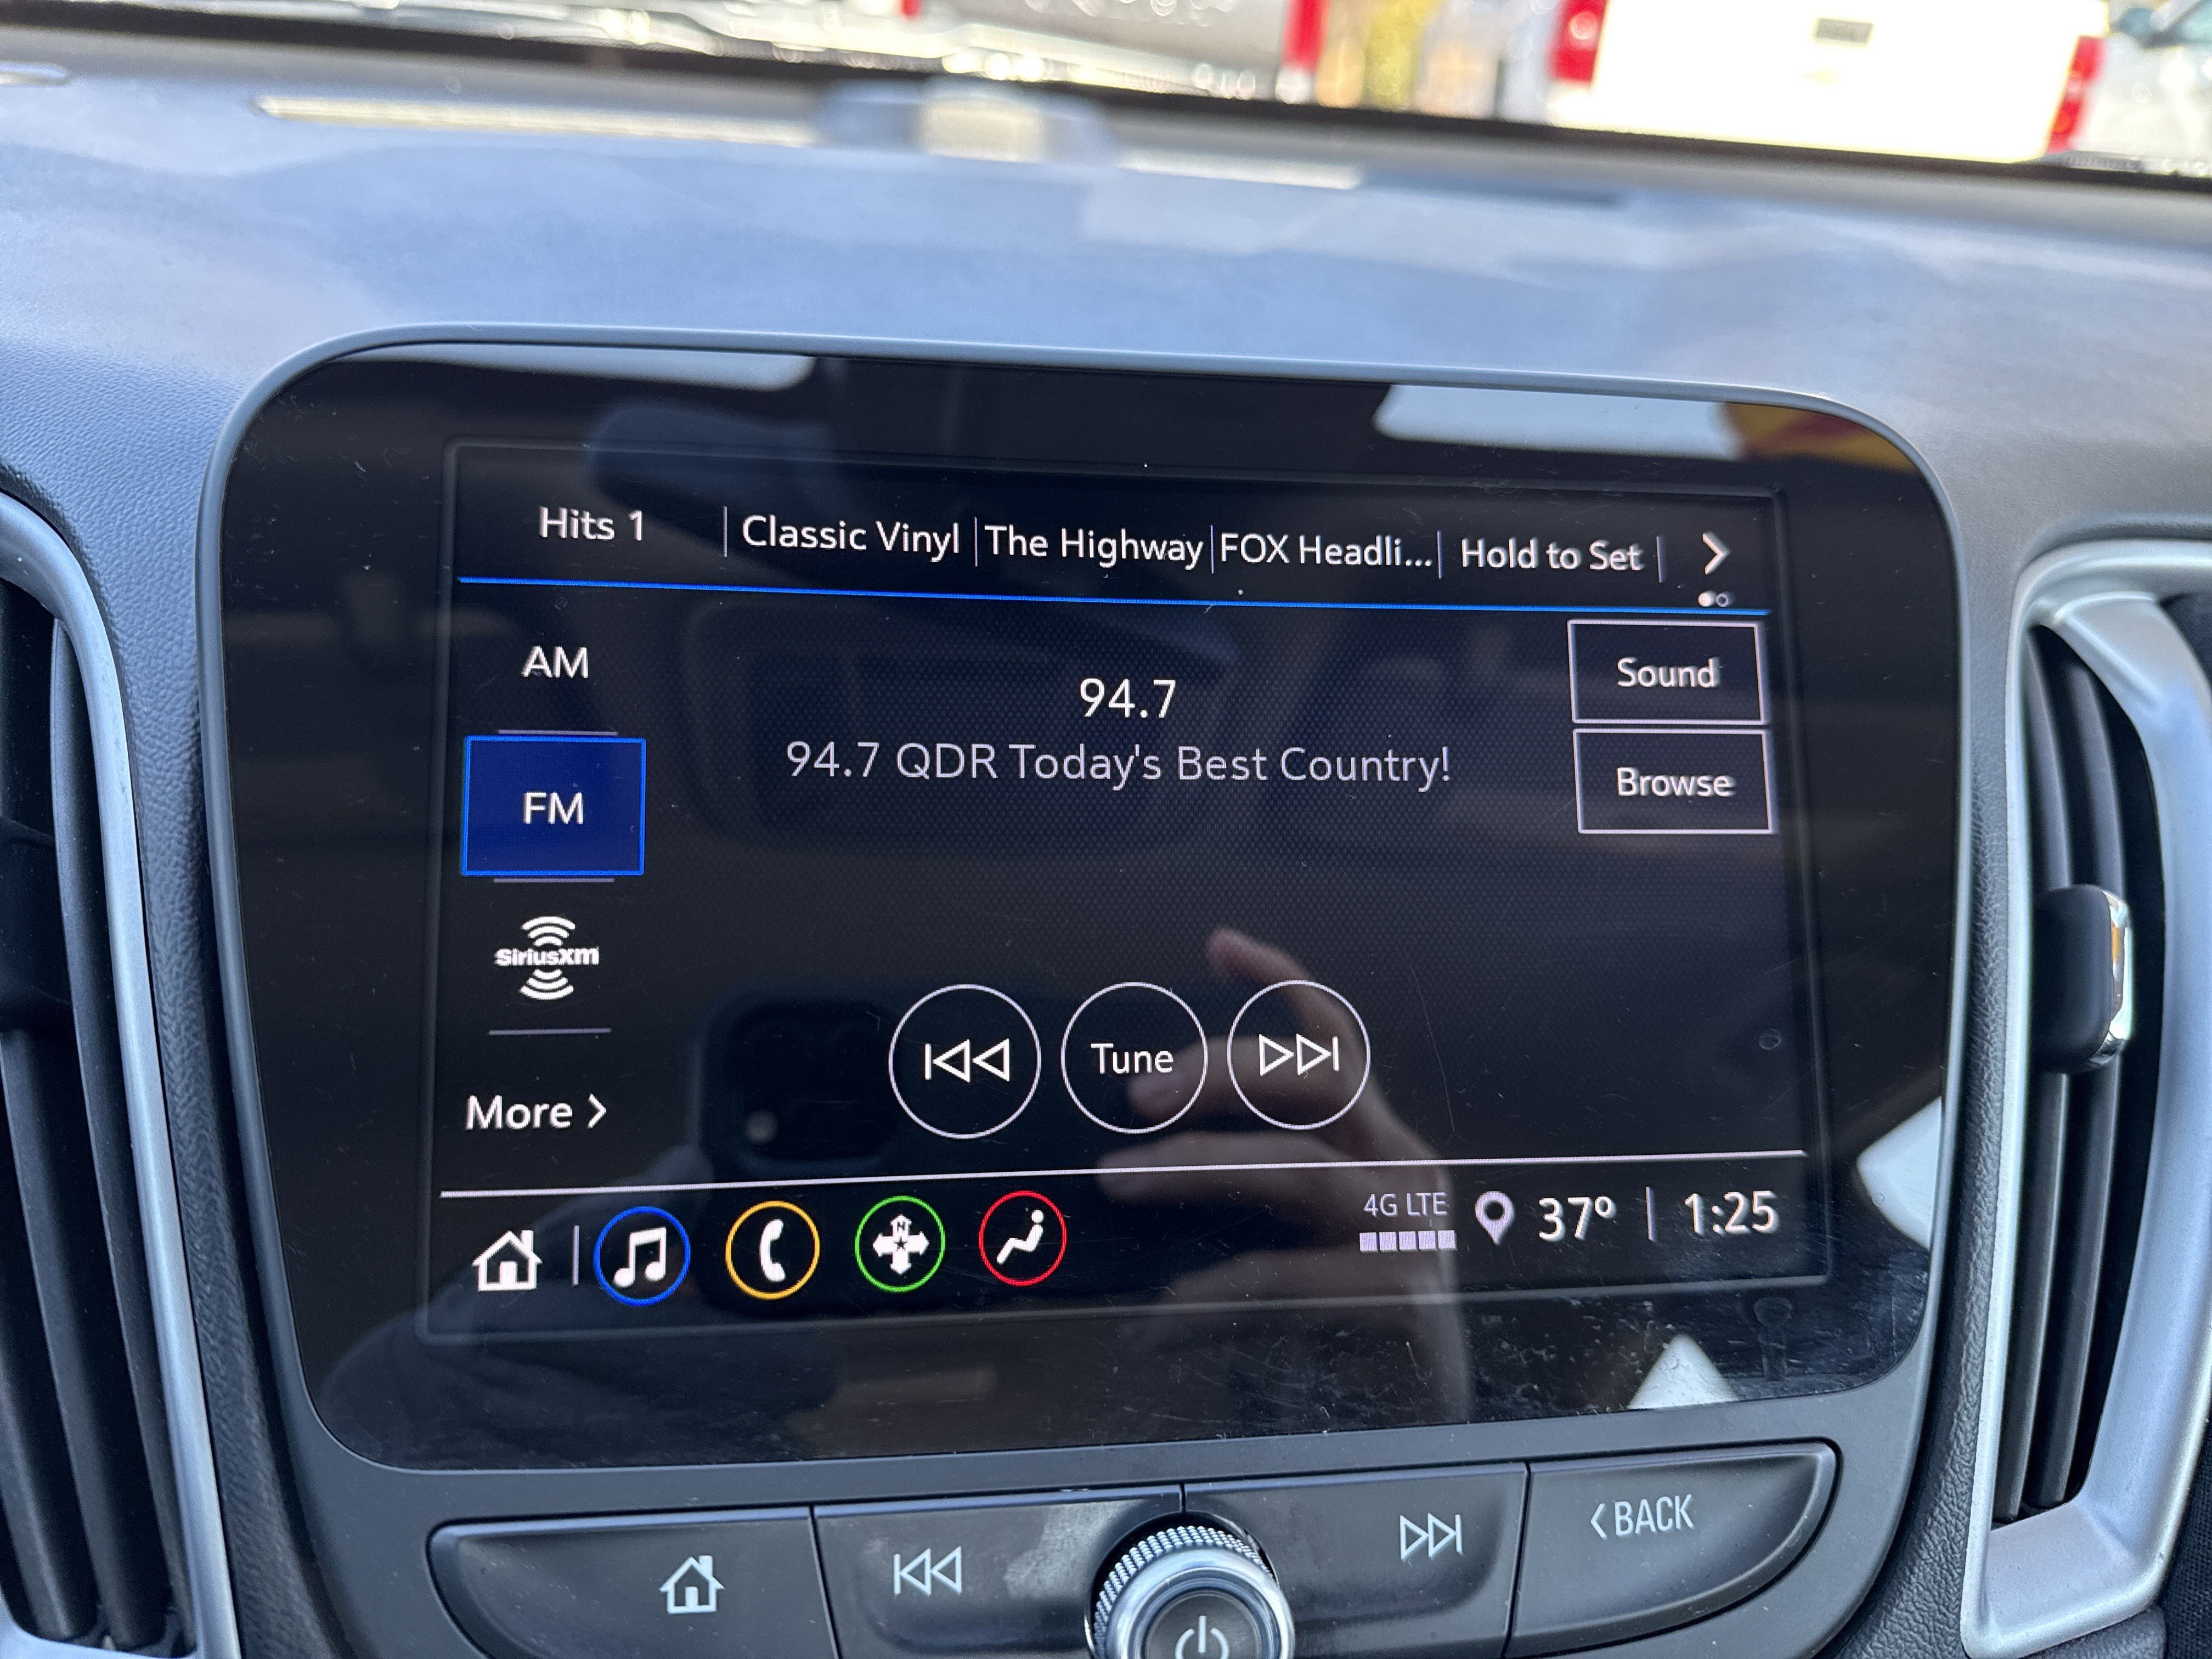 Hits 1 | Classic Vinyl | The Highway | FOX Headli... | Hold to Set | >
AM
94.7
Sound
94.7 QDR Today's Best Country!
Browse
FM
SiriusXM
Tune
More >
N
4G LTE
37° | 1:25
< BACK